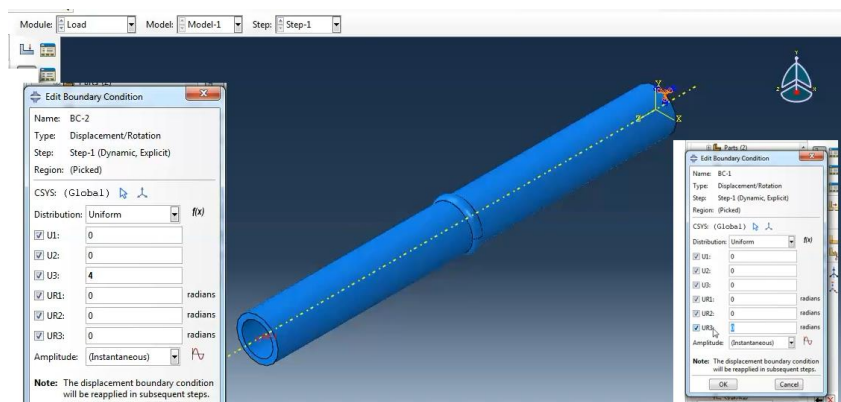 Module: Load Model: Model-1 Step: Step-1
Edit Boundary Condition
Name: BC-2
Type: Displacement/Rotation
Step: Step-1 (Dynamic, Explicit)
Region: (Picked)
CSYS: (Global)
Distribution: Uniform f(x)
U1: 0
U2: 0
U3: 4
UR1: 0 radians
UR2: 0 radians
UR3: 0 radians
Amplitude: (Instantaneous)
Note: The displacement boundary condition
will be reapplied in subsequent steps.
Y
X
Z
Y
X
Z
Parts (2)
Edit Boundary Condition
Name: BC-1
Type: Displacement/Rotation
Step: Step-1 (Dynamic, Explicit)
Region: (Picked)
CSYS: (Global)
Distribution: Uniform f(x)
U1: 0
U2: 0
U3: 0
UR1: 0 radians
UR2: 0 radians
UR3: 0 radians
Amplitude: (Instantaneous)
Note: The displacement boundary condition
will be reapplied in subsequent steps.
OK Cancel